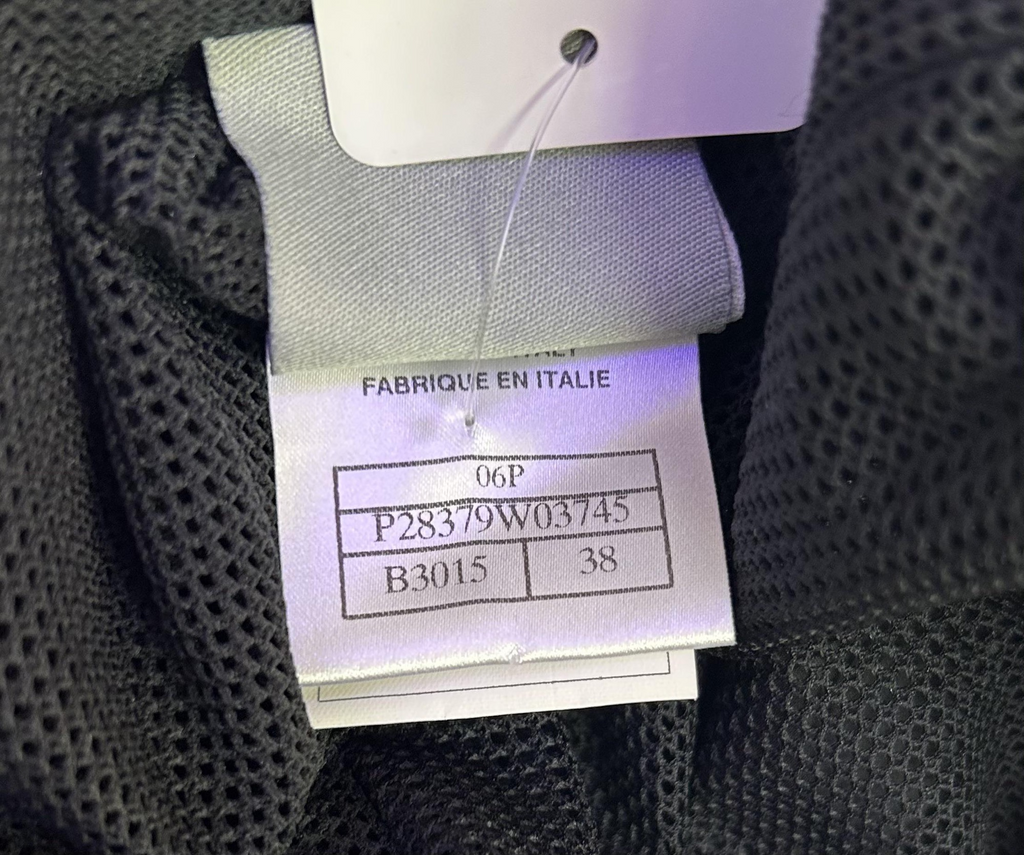 FABRIQUE EN ITALIE
06P
P28379W03745
B3015 38